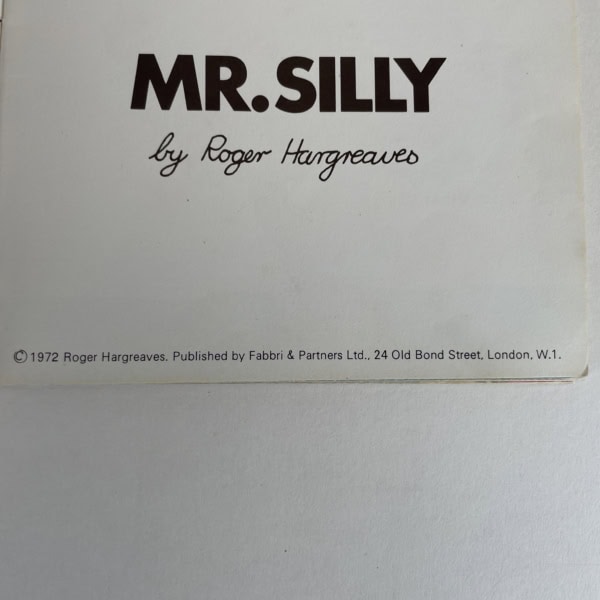 MR. SILLY
by Roger Hargreaves
© 1972 Roger Hargreaves. Published by Fabbri & Partners Ltd., 24 Old Bond Street, London, W.1.